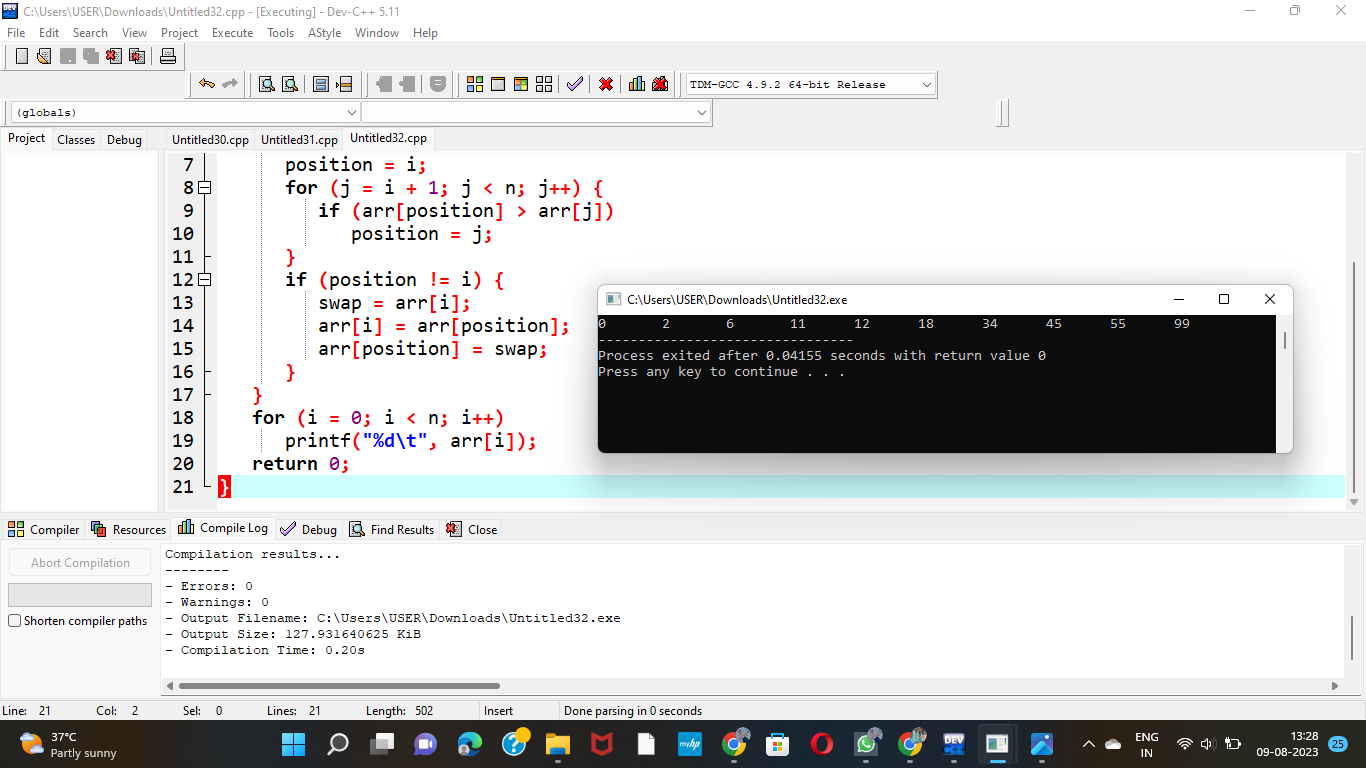 C:\Users\USER\Downloads\Untitled32.cpp - [Executing] - Dev-C++ 5.11
File Edit Search View Project Execute Tools AStyle Window Help
TDM-GCC 4.9.2 64-bit Release
(globals)
Project Classes Debug
Untitled30.cpp Untitled31.cpp Untitled32.cpp
7 position = i;
8 for (j = i + 1; j < n; j++) {
9 if (arr[position] > arr[j])
10 position = j;
11 }
12 if (position != i) {
13 swap = arr[i];
14 arr[i] = arr[position];
15 arr[position] = swap;
16 }
17 }
18 for (i = 0; i < n; i++)
19 printf("%d\t", arr[i]);
20 return 0;
21 }
C:\Users\USER\Downloads\Untitled32.exe
0 2 6 11 12 18 34 45 55 99
--------------------------------
Process exited after 0.04155 seconds with return value 0
Press any key to continue . . .
Compiler Resources Compile Log Debug Find Results Close
Abort Compilation
Shorten compiler paths
Compilation results...
--------
- Errors: 0
- Warnings: 0
- Output Filename: C:\Users\USER\Downloads\Untitled32.exe
- Output Size: 127.931640625 KiB
- Compilation Time: 0.20s
Line: 21 Col: 2 Sel: 0 Lines: 21 Length: 502 Insert Done parsing in 0 seconds
37°C
Partly sunny
?
myhp
DEV
ENG
IN
13:28
09-08-2023
25